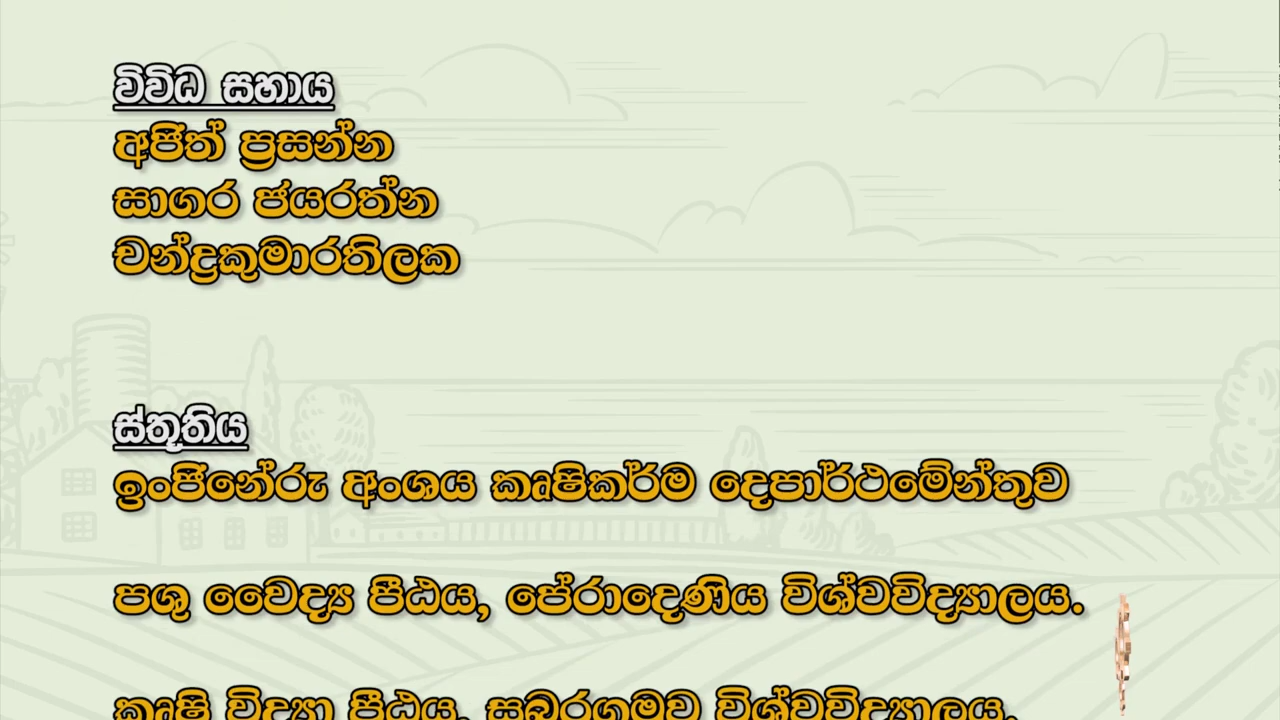 විවිධ සහාය
අජිත් ප්‍රසන්න
සාගර ජයරත්න
චන්ද්‍රකුමාරතිලක
ස්තූතිය
ඉංජිනේරු අංශය කෘෂිකර්ම දෙපාර්ථමේන්තුව
පශු වෛද්‍ය පීඨය, පේරාදෙණිය විශ්වවිද්‍යාලය.
කෘෂි විද්‍යා පීඨය, සබරගමුව විශ්වවිද්‍යාලය.